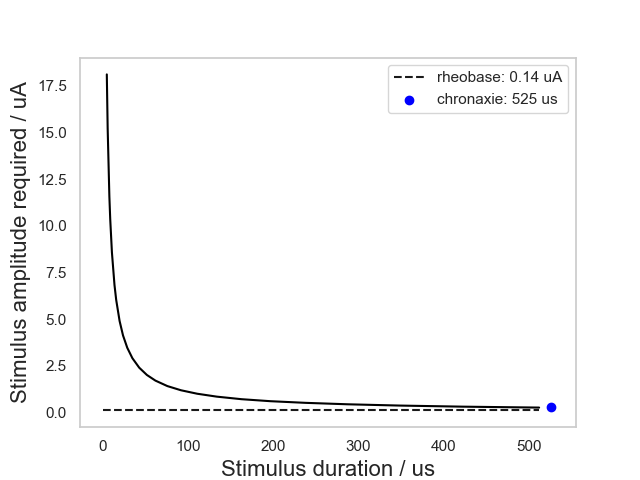 rheobase: 0.14 uA
chronaxie: 525 us
Stimulus amplitude required / uA
17.5
15.0
12.5
10.0
7.5
5.0
2.5
0.0
0 100 200 300 400 500
Stimulus duration / us